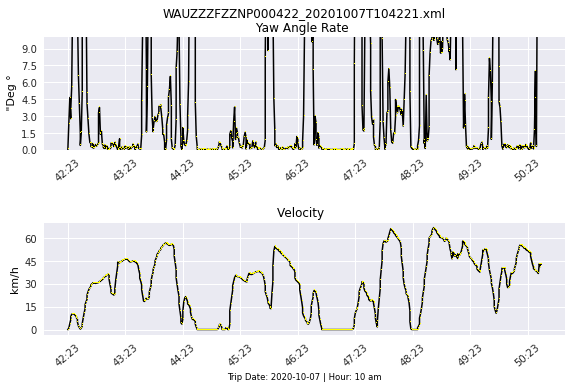 WAUZZZFZZNP000422_20201007T104221.xml
Yaw Angle Rate
9.0
7.5
6.0
4.5
3.0
1.5
0.0
"Deg °
42:23 43:23 44:23 45:23 46:23 47:23 48:23 49:23 50:23
Velocity
60
45
30
15
0
km/h
42:23 43:23 44:23 45:23 46:23 47:23 48:23 49:23 50:23
Trip Date: 2020-10-07 | Hour: 10 am